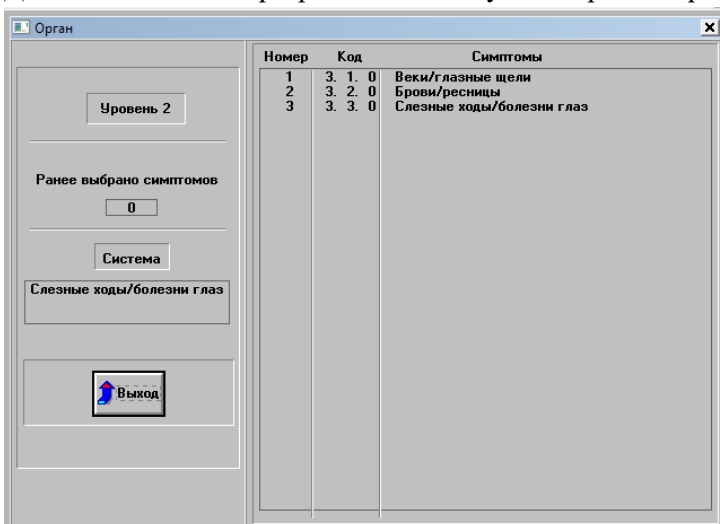 Орган
Номер Код Симптомы
1 3. 1. 0 Веки/глазные щели
2 3. 2. 0 Брови/ресницы
3 3. 3. 0 Слезные ходы/болезни глаз
Уровень 2
Ранее выбрано симптомов
0
Система
Слезные ходы/болезни глаз
Выход